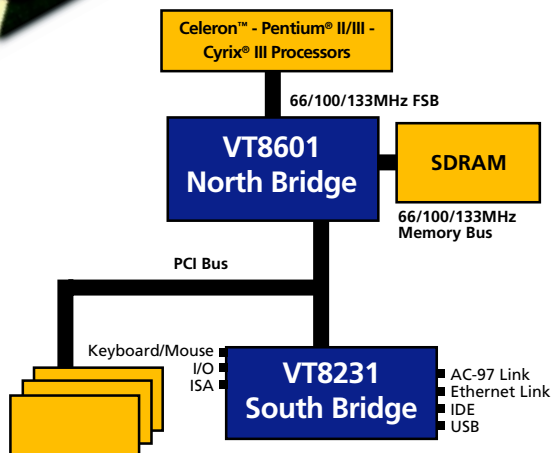 Celeron™ - Pentium® II/III -
Cyrix® III Processors
66/100/133MHz FSB
VT8601
North Bridge
SDRAM
66/100/133MHz
Memory Bus
PCI Bus
Keyboard/Mouse
I/O
ISA
VT8231
South Bridge
AC-97 Link
Ethernet Link
IDE
USB